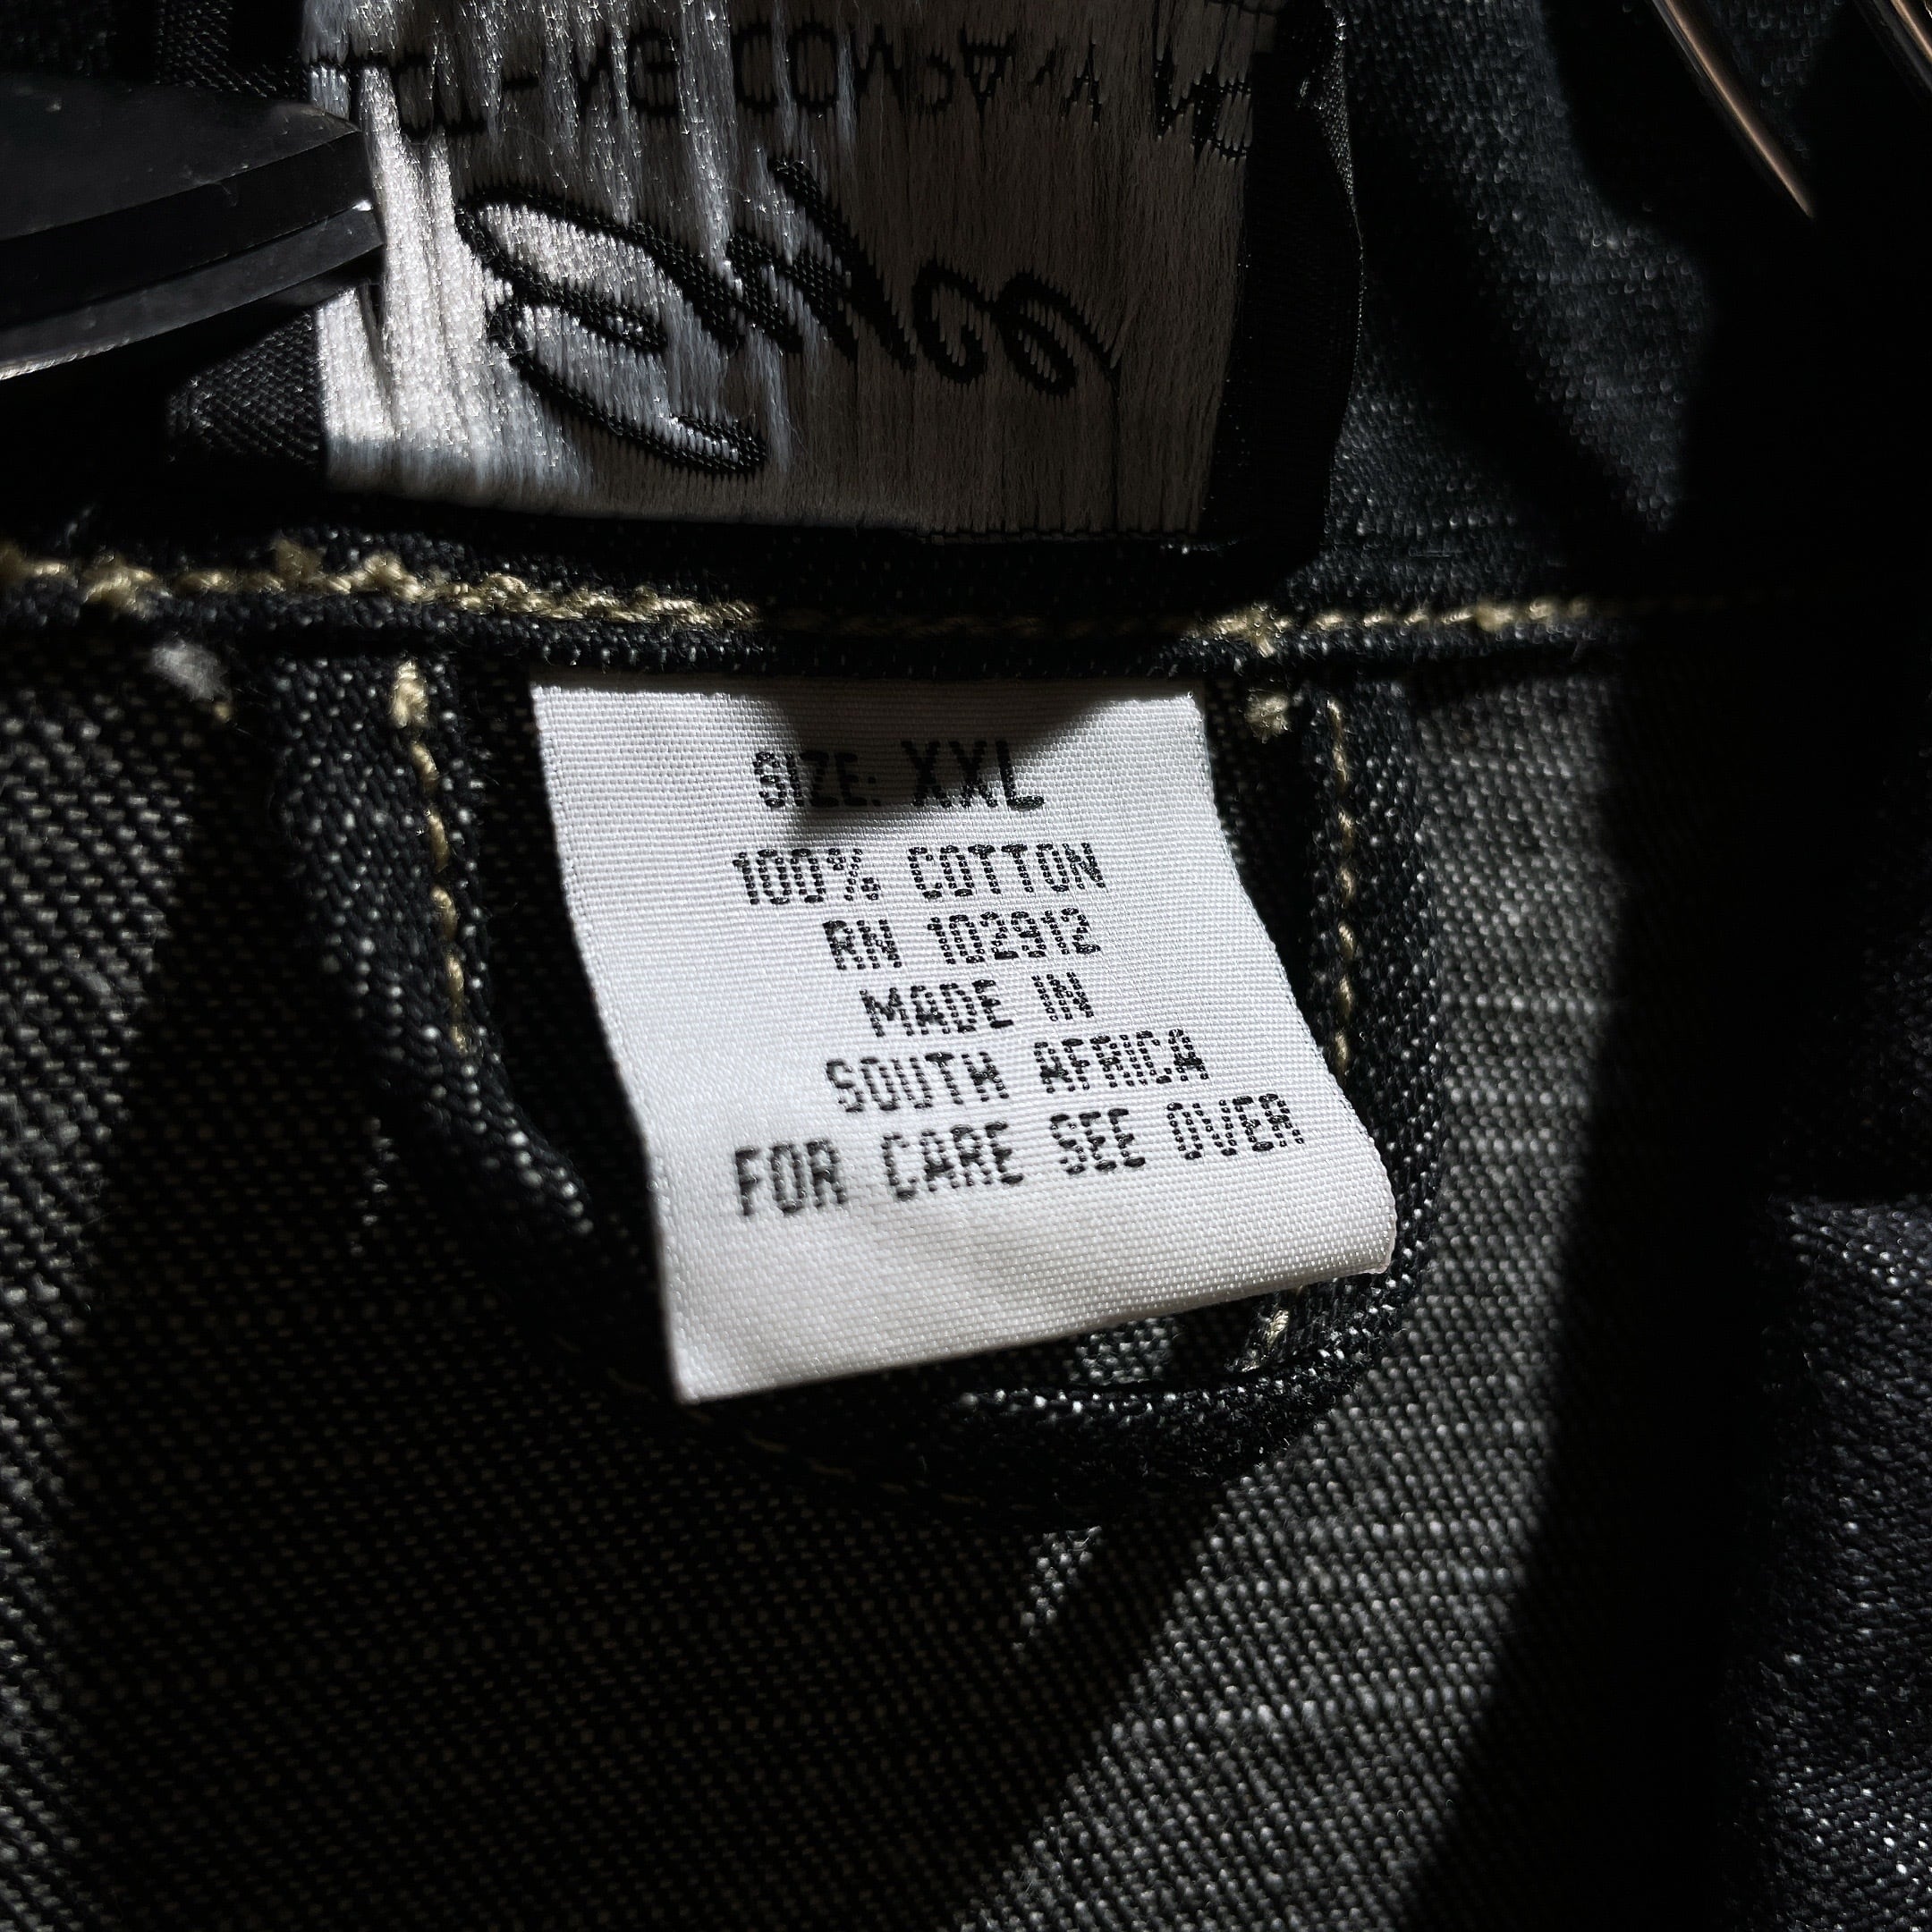 SIZE: XXL
100% COTTON
RN 102912
MADE IN
SOUTH AFRICA
FOR CARE SEE OVER